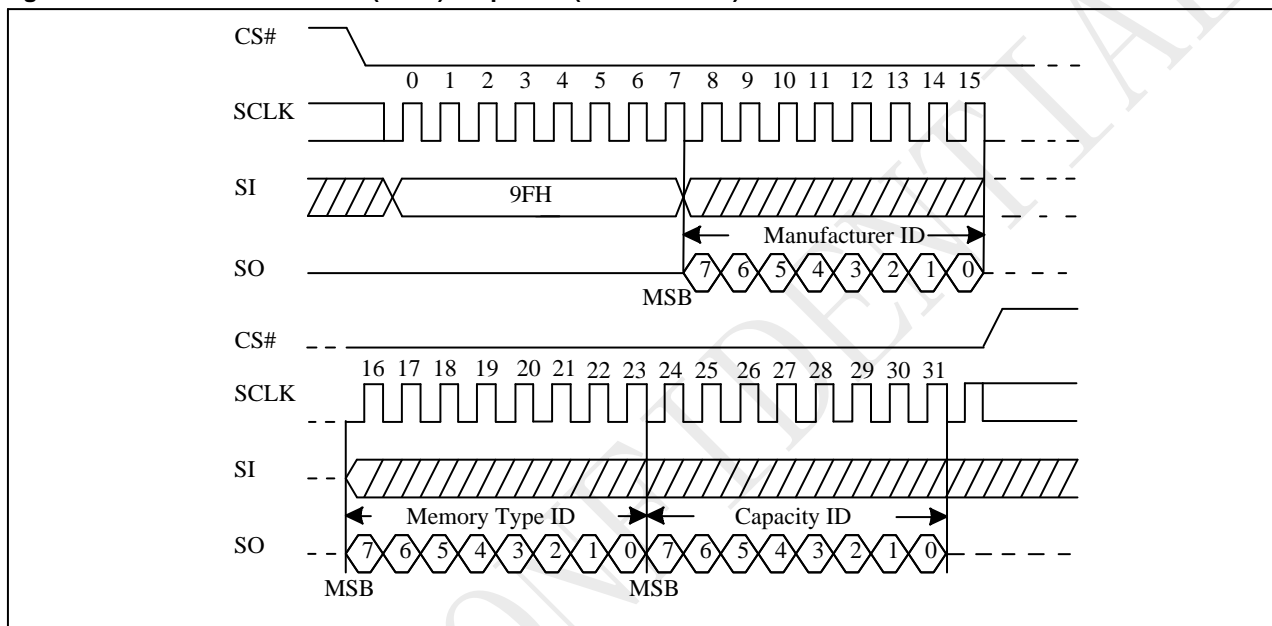 CS#
0 1 2 3 4 5 6 7 8 9 10 11 12 13 14 15
SCLK
SI
9FH
Manufacturer ID
SO
7 6 5 4 3 2 1 0
MSB
CS#
16 17 18 19 20 21 22 23 24 25 26 27 28 29 30 31
SCLK
SI
Memory Type ID Capacity ID
SO
7 6 5 4 3 2 1 0 7 6 5 4 3 2 1 0
MSB MSB